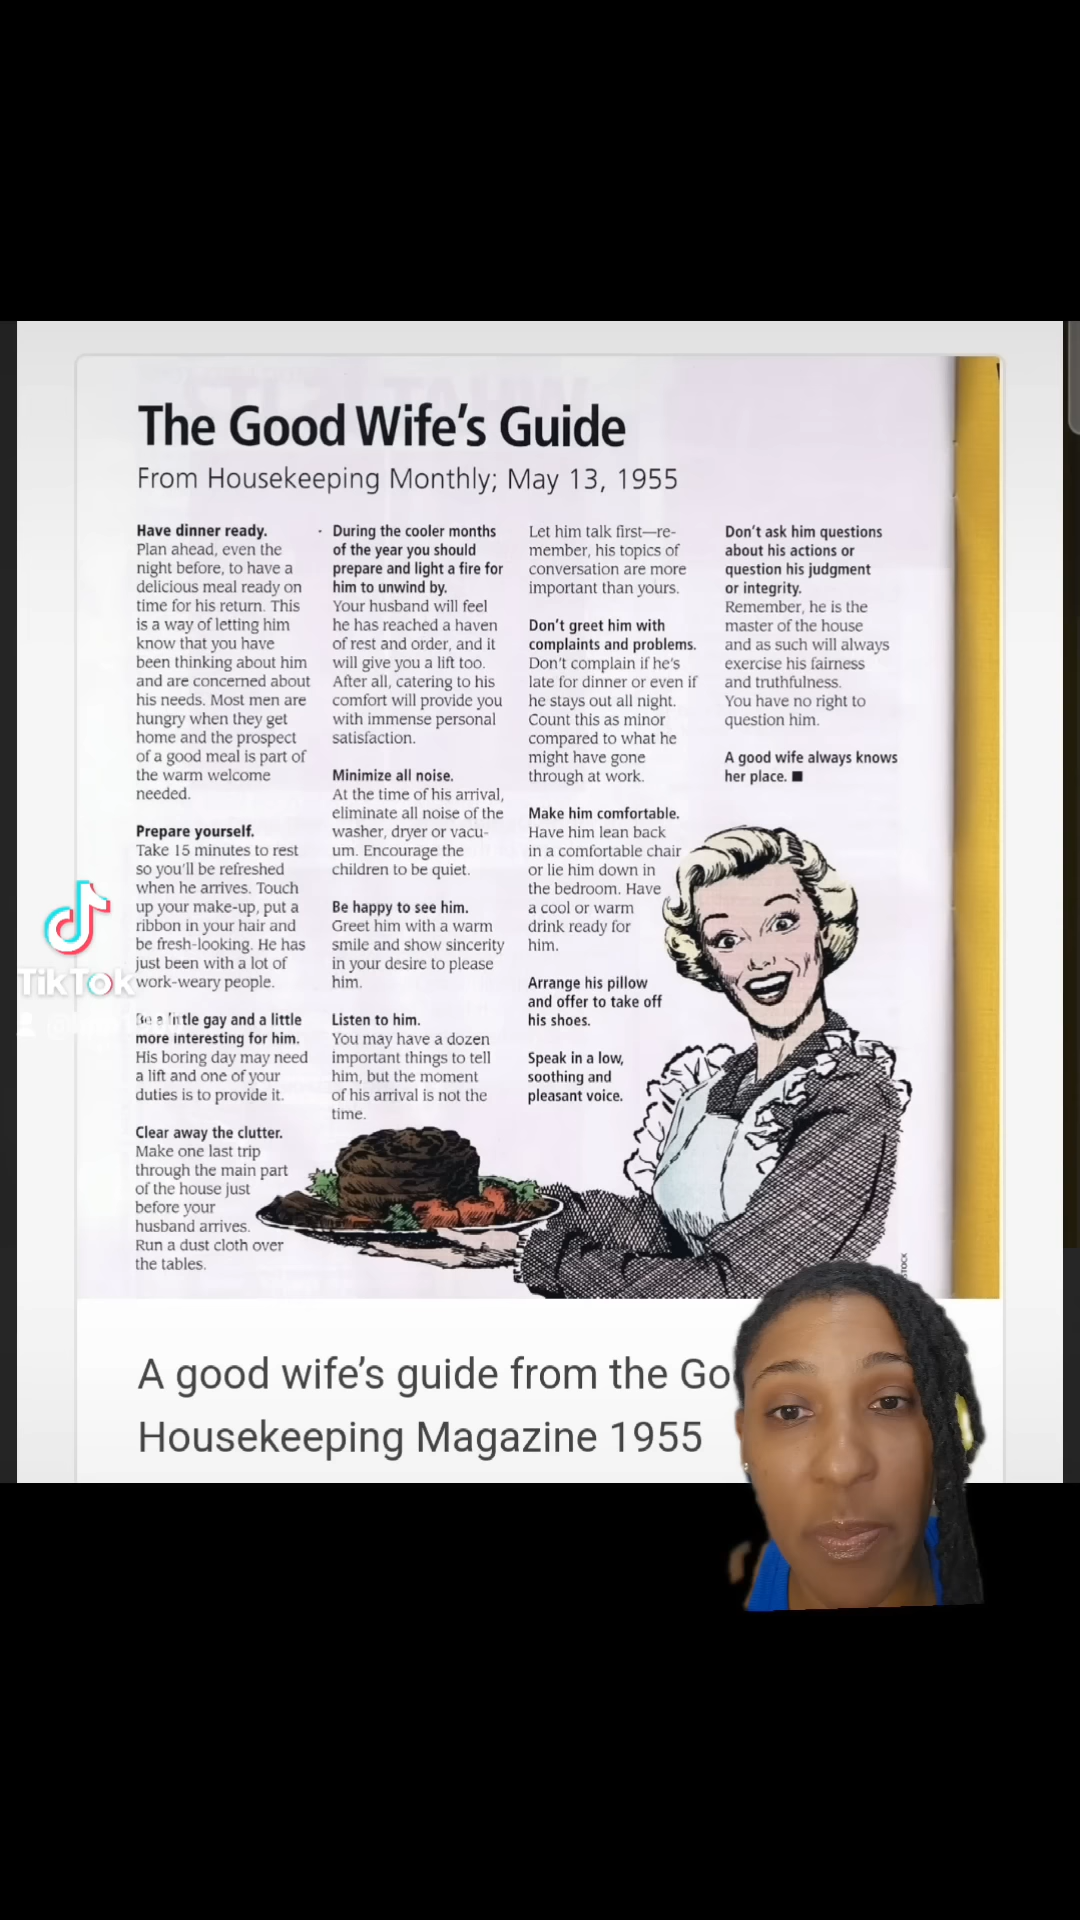 The Good Wife's Guide
From Housekeeping Monthly; May 13, 1955
Have dinner ready.
Plan ahead, even the
night before, to have a
delicious meal ready on
time for his return. This
is a way of letting him
know that you have
been thinking about him
and are concerned about
his needs. Most men are
hungry when they get
home and the prospect
of a good meal is part of
the warm welcome
needed.
Prepare yourself.
Take 15 minutes to rest
so you'll be refreshed
when he arrives. Touch
up your make-up, put a
ribbon in your hair and
be fresh-looking. He has
just been with a lot of
work-weary people.
Be a little gay and a little
more interesting for him.
His boring day may need
a lift and one of your
duties is to provide it.
Clear away the clutter.
Make one last trip
through the main part
of the house just
before your
husband arrives.
Run a dust cloth over
the tables.
During the cooler months
of the year you should
prepare and light a fire for
him to unwind by.
Your husband will feel
he has reached a haven
of rest and order, and it
will give you a lift too.
After all, catering to his
comfort will provide you
with immense personal
satisfaction.
Minimize all noise.
At the time of his arrival,
eliminate all noise of the
washer, dryer or vacu-
um. Encourage the
children to be quiet.
Be happy to see him.
Greet him with a warm
smile and show sincerity
in your desire to please
him.
Listen to him.
You may have a dozen
important things to tell
him, but the moment
of his arrival is not the
time.
Let him talk first—re-
member, his topics of
conversation are more
important than yours.
Don't greet him with
complaints and problems.
Don't complain if he's
late for dinner or even if
he stays out all night.
Count this as minor
compared to what he
might have gone
through at work.
Make him comfortable.
Have him lean back
in a comfortable chair
or lie him down in
the bedroom. Have
a cool or warm
drink ready for
him.
Arrange his pillow
and offer to take off
his shoes.
Speak in a low,
soothing and
pleasant voice.
Don't ask him questions
about his actions or
question his judgment
or integrity.
Remember, he is the
master of the house
and as such will always
exercise his fairness
and truthfulness.
You have no right to
question him.
A good wife always knows
her place.
TikTok
A good wife's guide from the Go
Housekeeping Magazine 1955